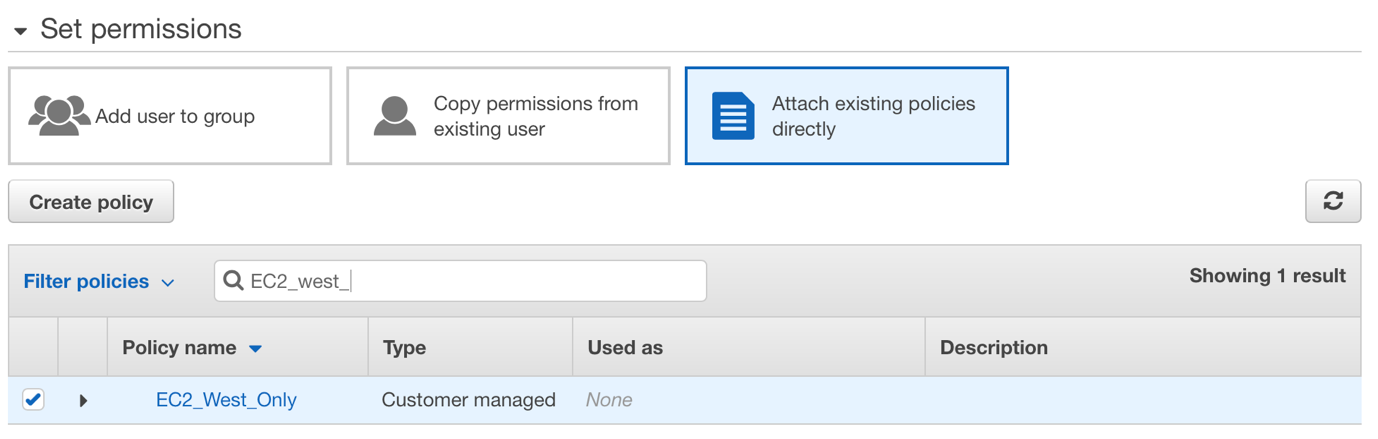 Set permissions
Add user to group
Copy permissions from
existing user
Attach existing policies
directly
Create policy
Filter policies
EC2_west_
Showing 1 result
Policy name
Type
Used as
Description
EC2_West_Only
Customer managed
None